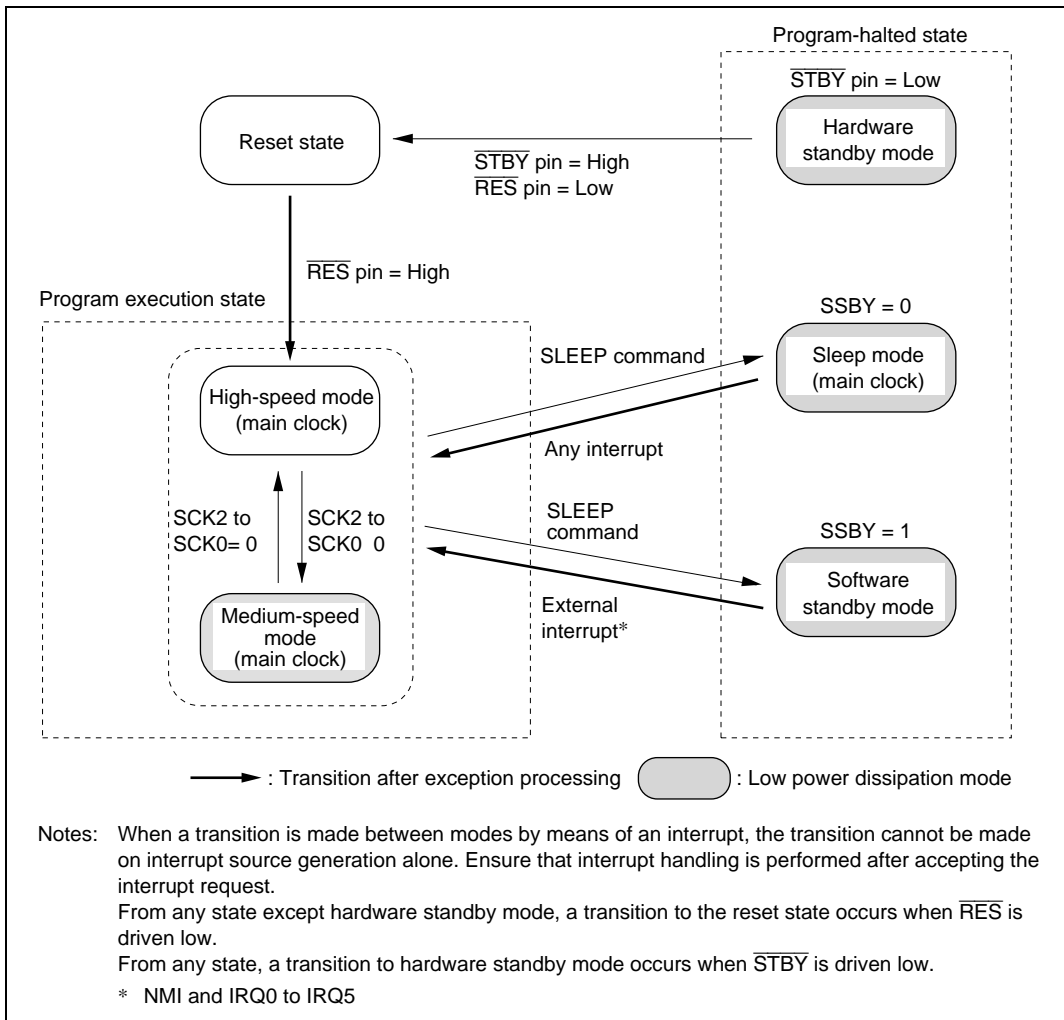 Program-halted state
STBY pin = Low
Reset state
Hardware
standby mode
STBY pin = High
RES pin = Low
RES pin = High
Program execution state
SSBY = 0
SLEEP command
Sleep mode
(main clock)
High-speed mode
(main clock)
Any interrupt
SCK2 to
SCK0= 0
SCK2 to
SCK0 0
SLEEP
command
SSBY = 1
Software
standby mode
External
interrupt*
Medium-speed
mode
(main clock)
: Transition after exception processing
: Low power dissipation mode
Notes: When a transition is made between modes by means of an interrupt, the transition cannot be made
on interrupt source generation alone. Ensure that interrupt handling is performed after accepting the
interrupt request.
From any state except hardware standby mode, a transition to the reset state occurs when RES is
driven low.
From any state, a transition to hardware standby mode occurs when STBY is driven low.
* NMI and IRQ0 to IRQ5